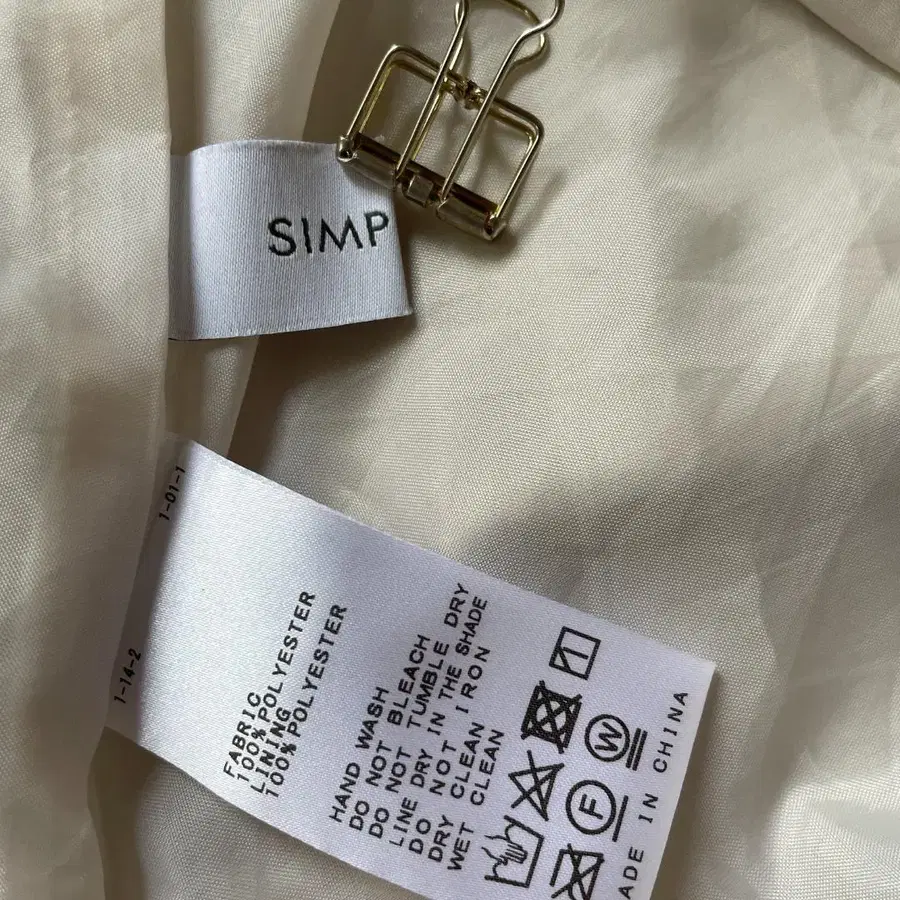 SIMP
1-01-1
1-14-2
FABRIC
100% POLYESTER
LINING
100% POLYESTER
HAND WASH
DO NOT BLEACH
DO NOT TUMBLE DRY
LINE DRY IN THE SHADE
DO NOT IRON
DRY CLEAN
WET CLEAN
W
F
ADE IN CHINA